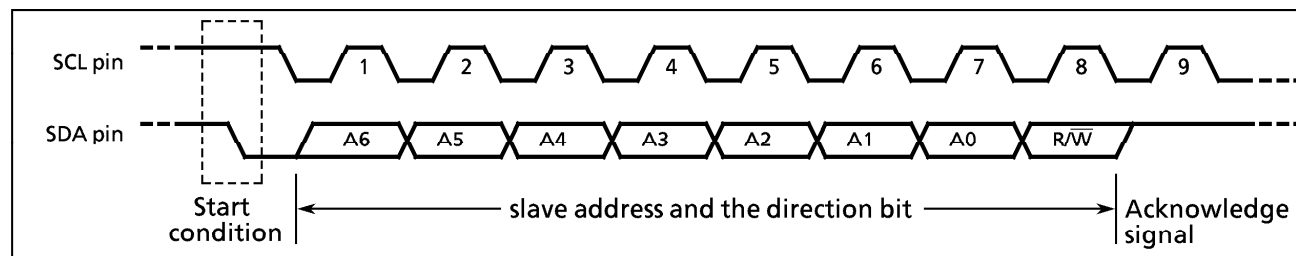 SCL pin 1 2 3 4 5 6 7 8 9
SDA pin A6 A5 A4 A3 A2 A1 A0 R/W̅
Start
condition
slave address and the direction bit
Acknowledge
signal